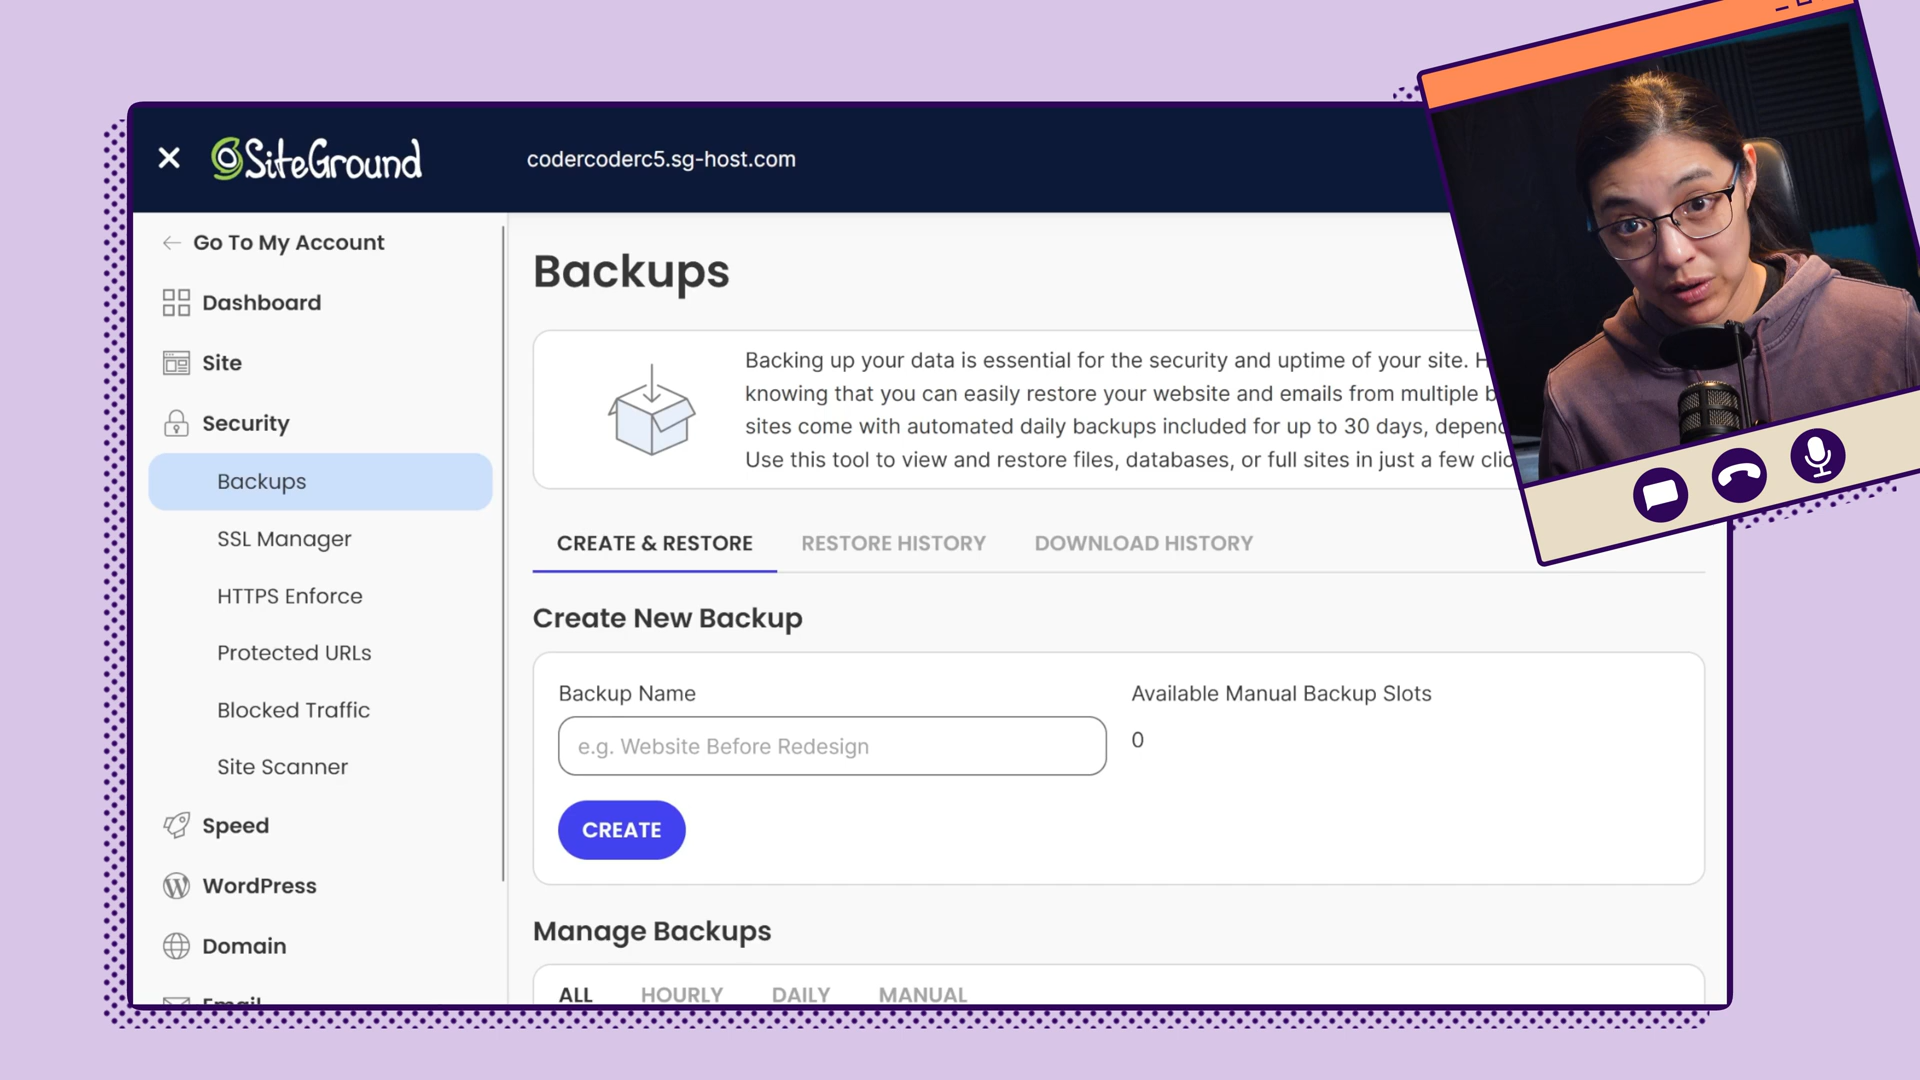 SiteGround
codercoderc5.sg-host.com
Go To My Account
Dashboard
Site
Security
Backups
SSL Manager
HTTPS Enforce
Protected URLs
Blocked Traffic
Site Scanner
Speed
WordPress
Domain
Email
Backups
Backing up your data is essential for the security and uptime of your site.
knowing that you can easily restore your website and emails from multiple
sites come with automated daily backups included for up to 30 days,
Use this tool to view and restore files, databases, or full sites in just a few
CREATE & RESTORE
RESTORE HISTORY
DOWNLOAD HISTORY
Create New Backup
Backup Name
e.g. Website Before Redesign
Available Manual Backup Slots
0
CREATE
Manage Backups
ALL
HOURLY
DAILY
MANUAL